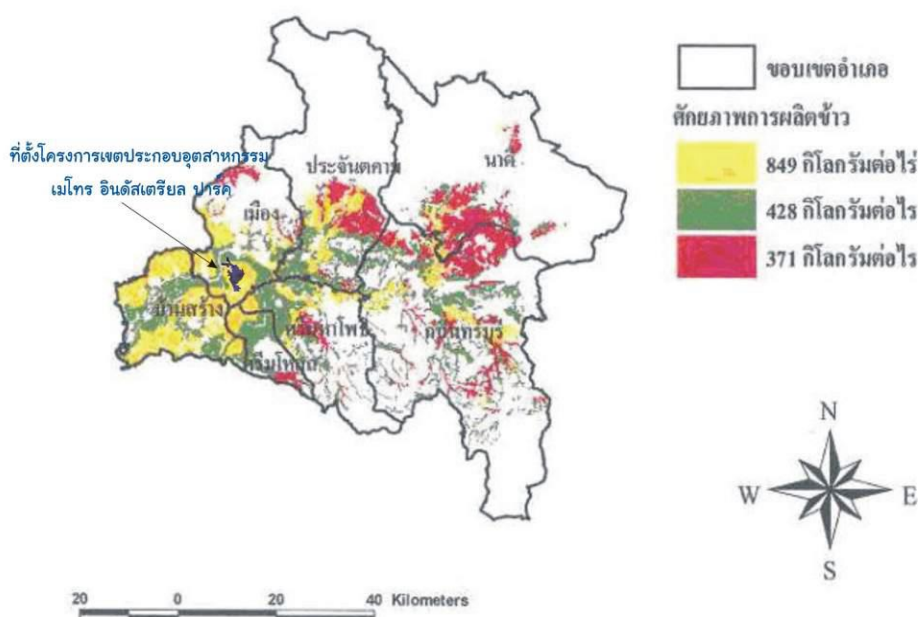 ขอบเขตอำเภอ
ศักยภาพการผลิตข้าว
849 กิโลกรัมต่อไร่
428 กิโลกรัมต่อไร่
371 กิโลกรัมต่อไร่
ที่ตั้งโครงการเขตประกอบอุตสาหกรรม
เมโทร อินดัสเตรียล ปาร์ค
ประจันตคาม
นาดี
เมือง
บ้านสร้าง
ศรีมหาโพธิ
กบินทร์บุรี
N
W
E
S
20 0 20 40 Kilometers